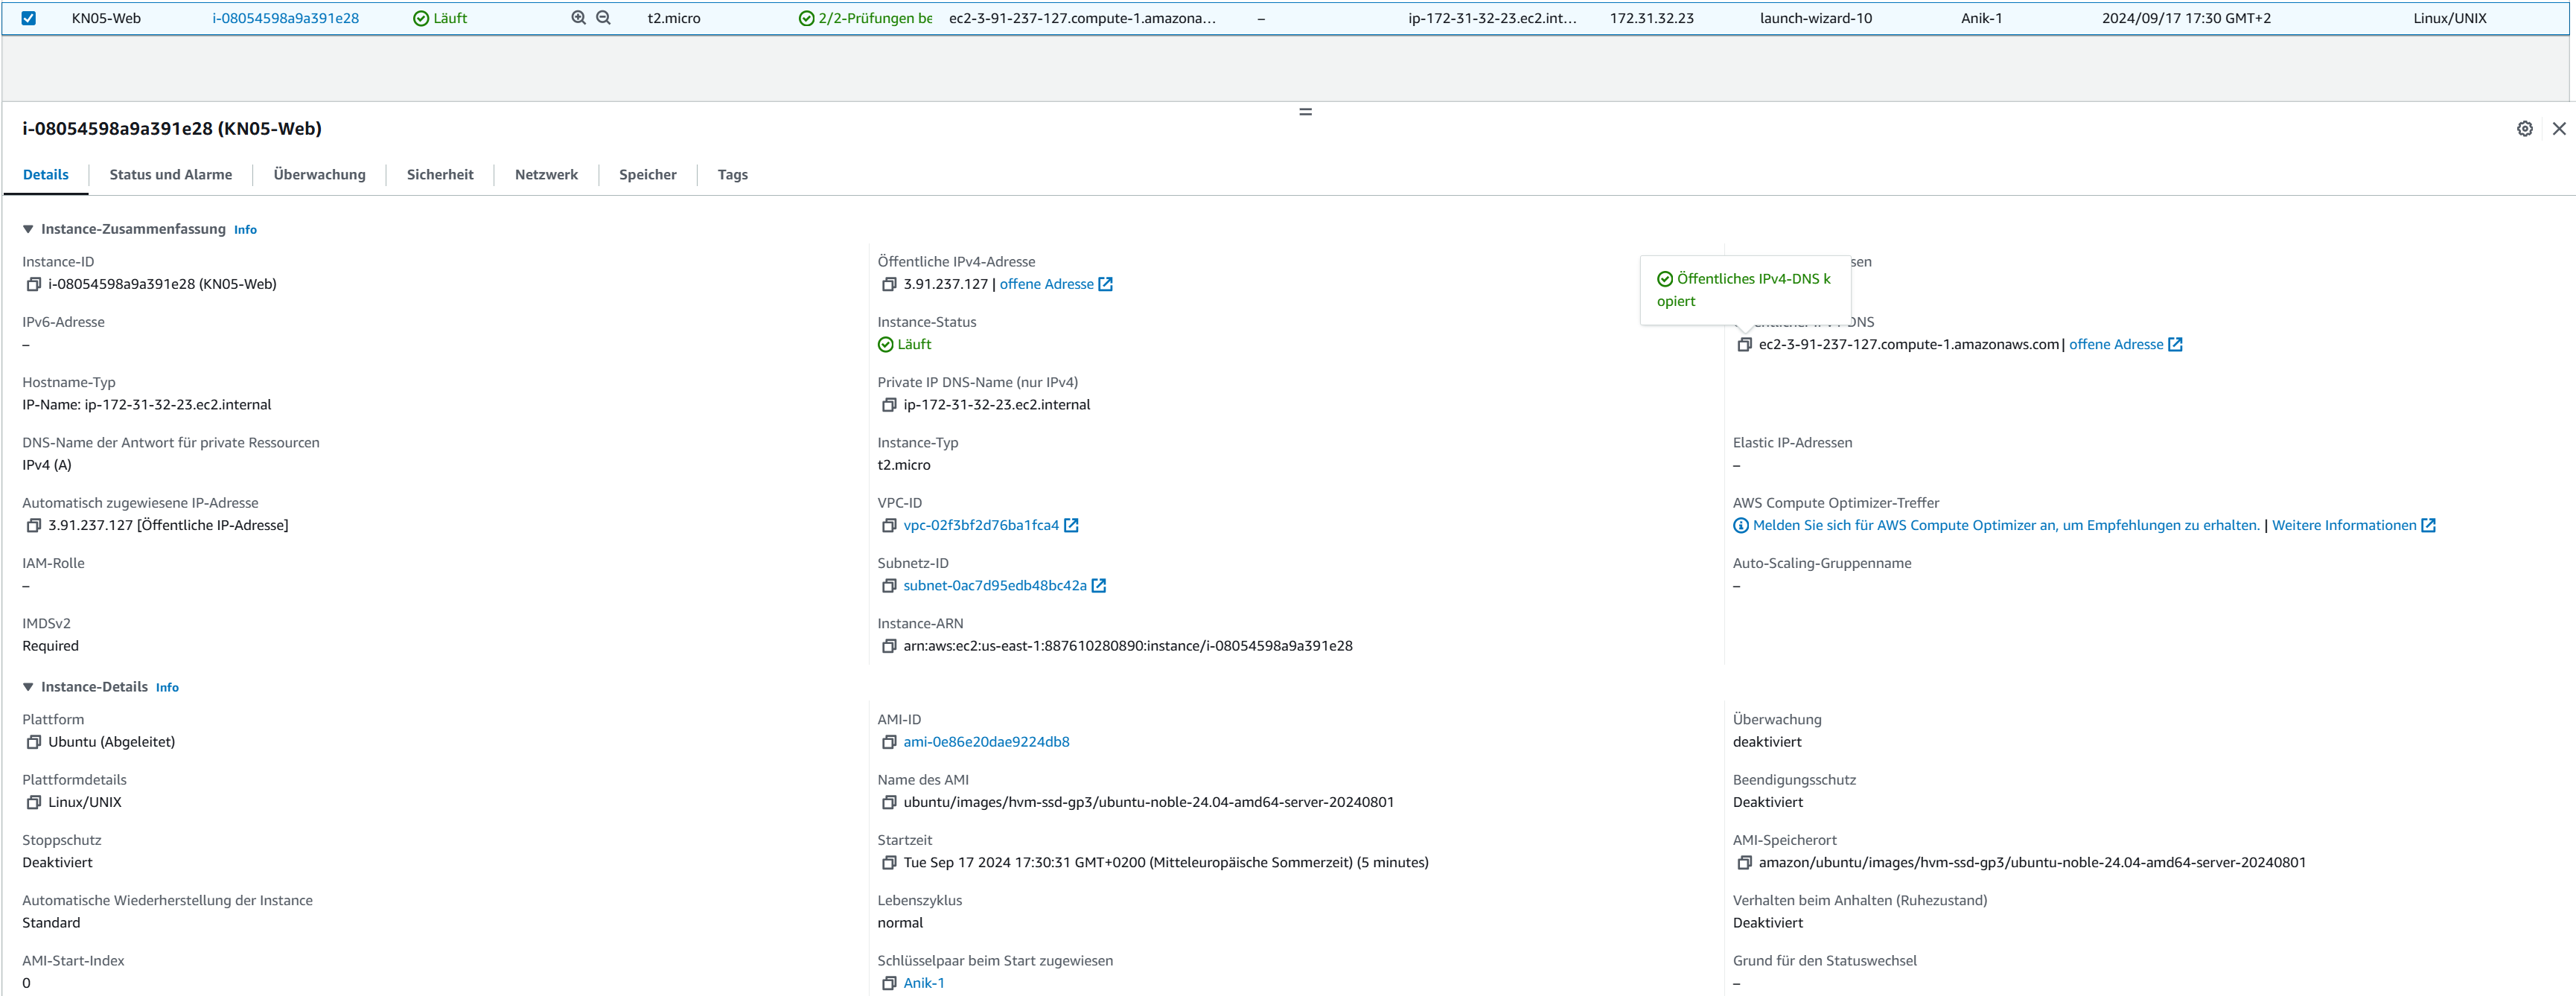 KN05-Web i-08054598a9a391e28 Läuft t2.micro 2/2-Prüfungen be ec2-3-91-237-127.compute-1.amazona... – ip-172-31-32-23.ec2.int... 172.31.32.23 launch-wizard-10 Anik-1 2024/09/17 17:30 GMT+2 Linux/UNIX
i-08054598a9a391e28 (KN05-Web)
Details Status und Alarme Überwachung Sicherheit Netzwerk Speicher Tags
Instance-Zusammenfassung Info
Instance-ID
i-08054598a9a391e28 (KN05-Web)
Öffentliche IPv4-Adresse
3.91.237.127 | offene Adresse
sen
Öffentliches IPv4-DNS k
opiert
IPv6-Adresse
–
Instance-Status
Läuft
DNS
ec2-3-91-237-127.compute-1.amazonaws.com | offene Adresse
Hostname-Typ
IP-Name: ip-172-31-32-23.ec2.internal
Private IP DNS-Name (nur IPv4)
ip-172-31-32-23.ec2.internal
DNS-Name der Antwort für private Ressourcen
IPv4 (A)
Instance-Typ
t2.micro
Elastic IP-Adressen
–
Automatisch zugewiesene IP-Adresse
3.91.237.127 [Öffentliche IP-Adresse]
VPC-ID
vpc-02f3bf2d76ba1fca4
AWS Compute Optimizer-Treffer
Melden Sie sich für AWS Compute Optimizer an, um Empfehlungen zu erhalten. | Weitere Informationen
IAM-Rolle
–
Subnetz-ID
subnet-0ac7d95edb48bc42a
Auto-Scaling-Gruppenname
–
IMDSv2
Required
Instance-ARN
arn:aws:ec2:us-east-1:887610280890:instance/i-08054598a9a391e28
Instance-Details Info
Plattform
Ubuntu (Abgeleitet)
AMI-ID
ami-0e86e20dae9224db8
Überwachung
deaktiviert
Plattformdetails
Linux/UNIX
Name des AMI
ubuntu/images/hvm-ssd-gp3/ubuntu-noble-24.04-amd64-server-20240801
Beendigungsschutz
Deaktiviert
Stoppschutz
Deaktiviert
Startzeit
Tue Sep 17 2024 17:30:31 GMT+0200 (Mitteleuropäische Sommerzeit) (5 minutes)
AMI-Speicherort
amazon/ubuntu/images/hvm-ssd-gp3/ubuntu-noble-24.04-amd64-server-20240801
Automatische Wiederherstellung der Instance
Standard
Lebenszyklus
normal
Verhalten beim Anhalten (Ruhezustand)
Deaktiviert
AMI-Start-Index
0
Schlüsselpaar beim Start zugewiesen
Anik-1
Grund für den Statuswechsel
–